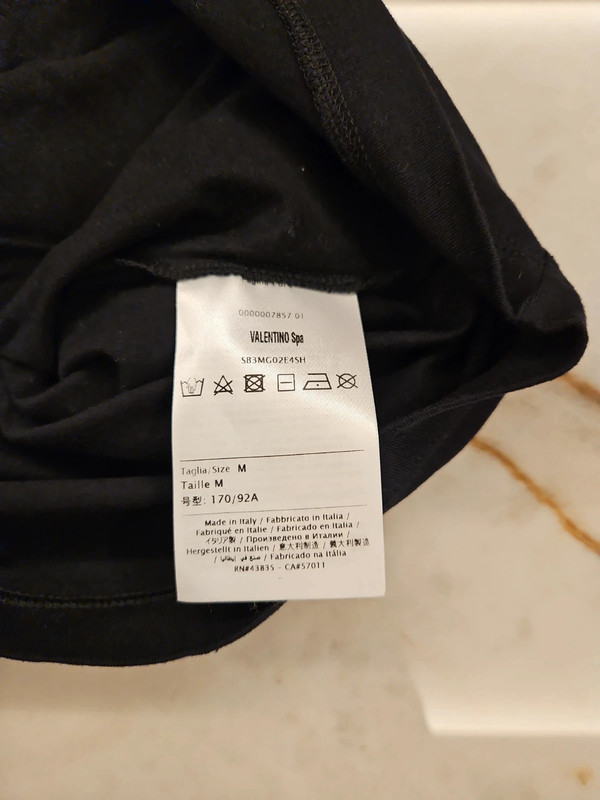 0000007857 01
VALENTINO Spa
SB3MG02E4SH
Taglia/Size M
Taille M
号型: 170/92A
Made in Italy / Fabbricato in Italia /
Fabriqué en Italie / Fabricado en Italia /
イタリア製 / Произведено в Италии /
Hergestellt in Italien / 意大利制造 / 義大利製造
/ صنع في إيطاليا / Fabricado na Itália
RN#43835 - CA#57011